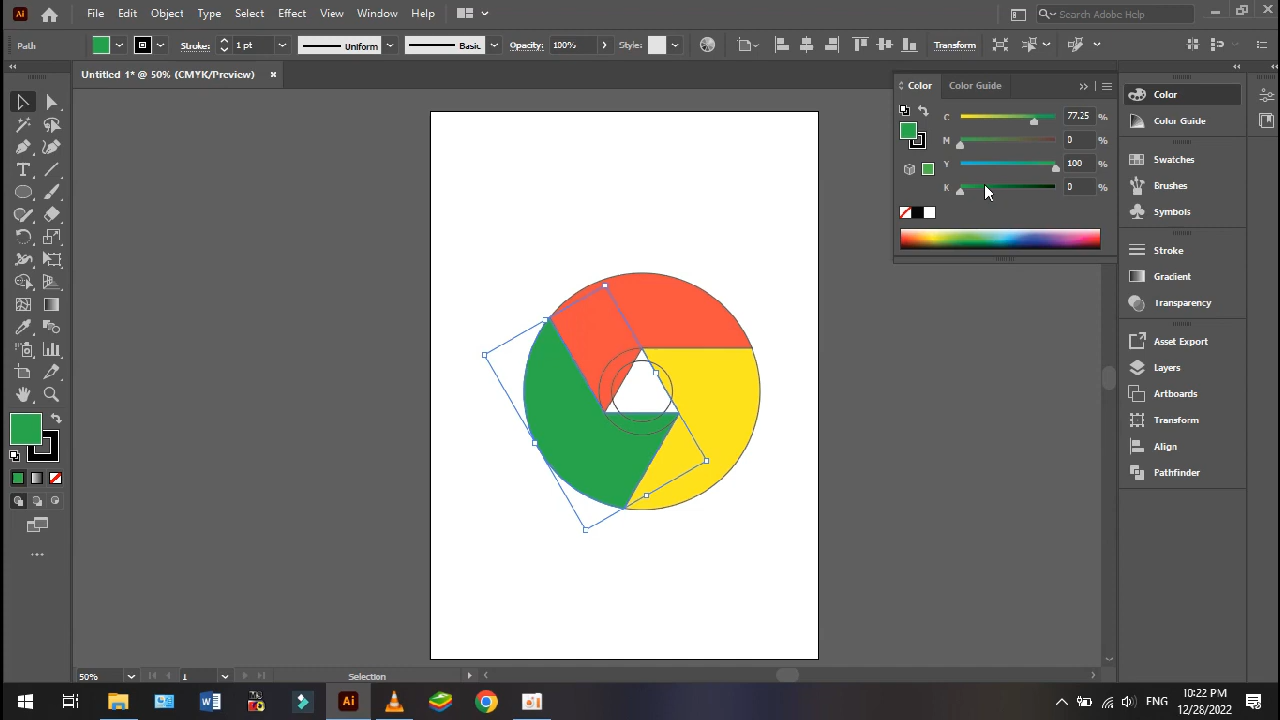 Ai File Edit Object Type Select Effect View Window Help Search Adobe Help
Path Stroke: 1 pt Uniform Basic Opacity: 100% Style: Transform
Untitled-1* @ 50% (CMYK/Preview)
Color Color Guide
C 77.25 %
M 0 %
Y 100 %
K 0 %
Color
Color Guide
Swatches
Brushes
Symbols
Stroke
Gradient
Transparency
Asset Export
Layers
Artboards
Transform
Align
Pathfinder
50% 1 Selection
Ai ENG 10:22 PM
12/28/2022